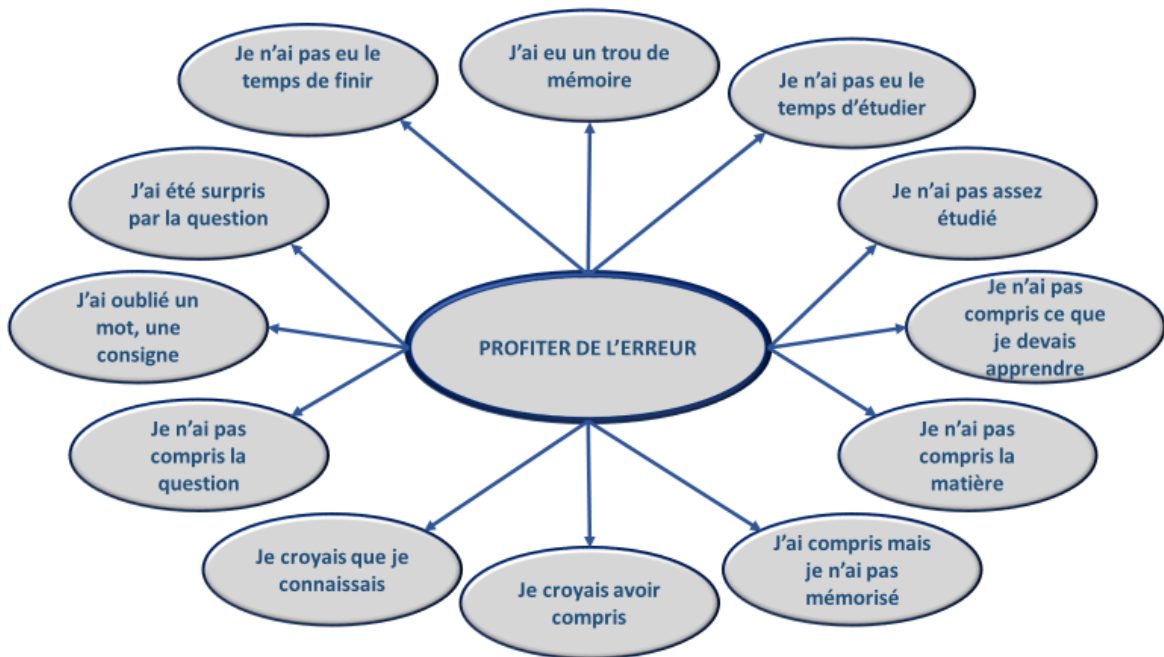 Je n'ai pas eu le
temps de finir
J'ai eu un trou de
mémoire
Je n'ai pas eu le
temps d'étudier
J'ai été surpris
par la question
Je n'ai pas assez
étudié
J'ai oublié un
mot, une
consigne
PROFITER DE L'ERREUR
Je n'ai pas
compris ce que
je devais
apprendre
Je n'ai pas
compris la
question
Je n'ai pas
compris la
matière
Je croyais que je
connaissais
Je croyais avoir
compris
J'ai compris mais
je n'ai pas
mémorisé